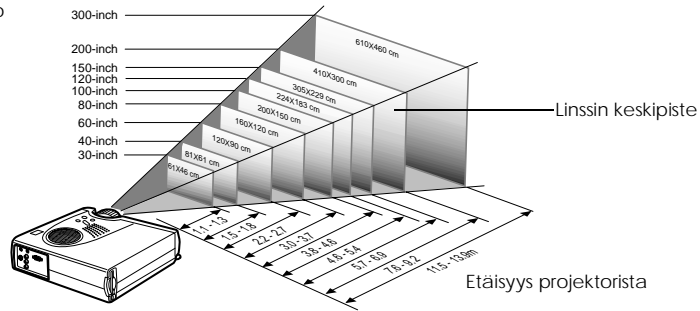 300-inch
200-inch
150-inch
120-inch
100-inch
80-inch
60-inch
40-inch
30-inch
610X460 cm
410X300 cm
305X229 cm
224X183 cm
200X150 cm
160X120 cm
120X90 cm
81X61 cm
61X46 cm
Linssin keskipiste
1.1 - 1.3
1.5 - 1.8
2.2 - 2.7
3.0 - 3.7
3.8 - 4.6
4.6 - 5.4
5.7 - 6.9
7.6 - 9.2
11.5 - 13.9m
Etäisyys projektorista